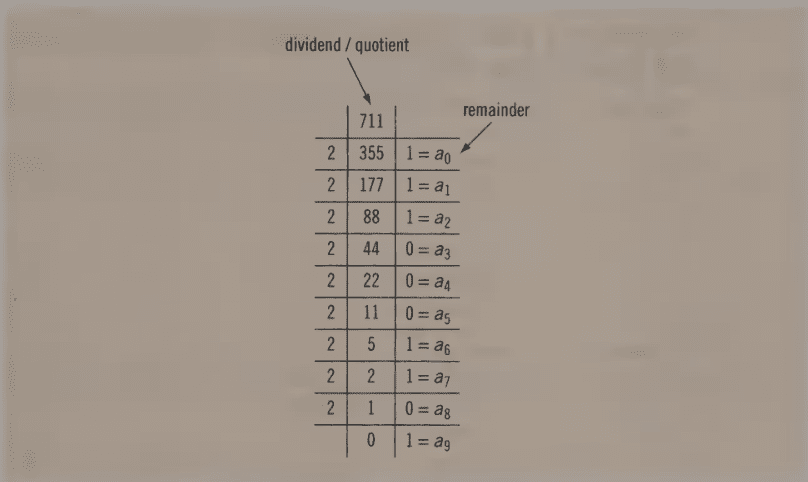 dividend / quotient
remainder
711
2 355 1 = a₀
2 177 1 = a₁
2 88 1 = a₂
2 44 0 = a₃
2 22 0 = a₄
2 11 0 = a₅
2 5 1 = a₆
2 2 1 = a₇
2 1 0 = a₈
0 1 = a₉